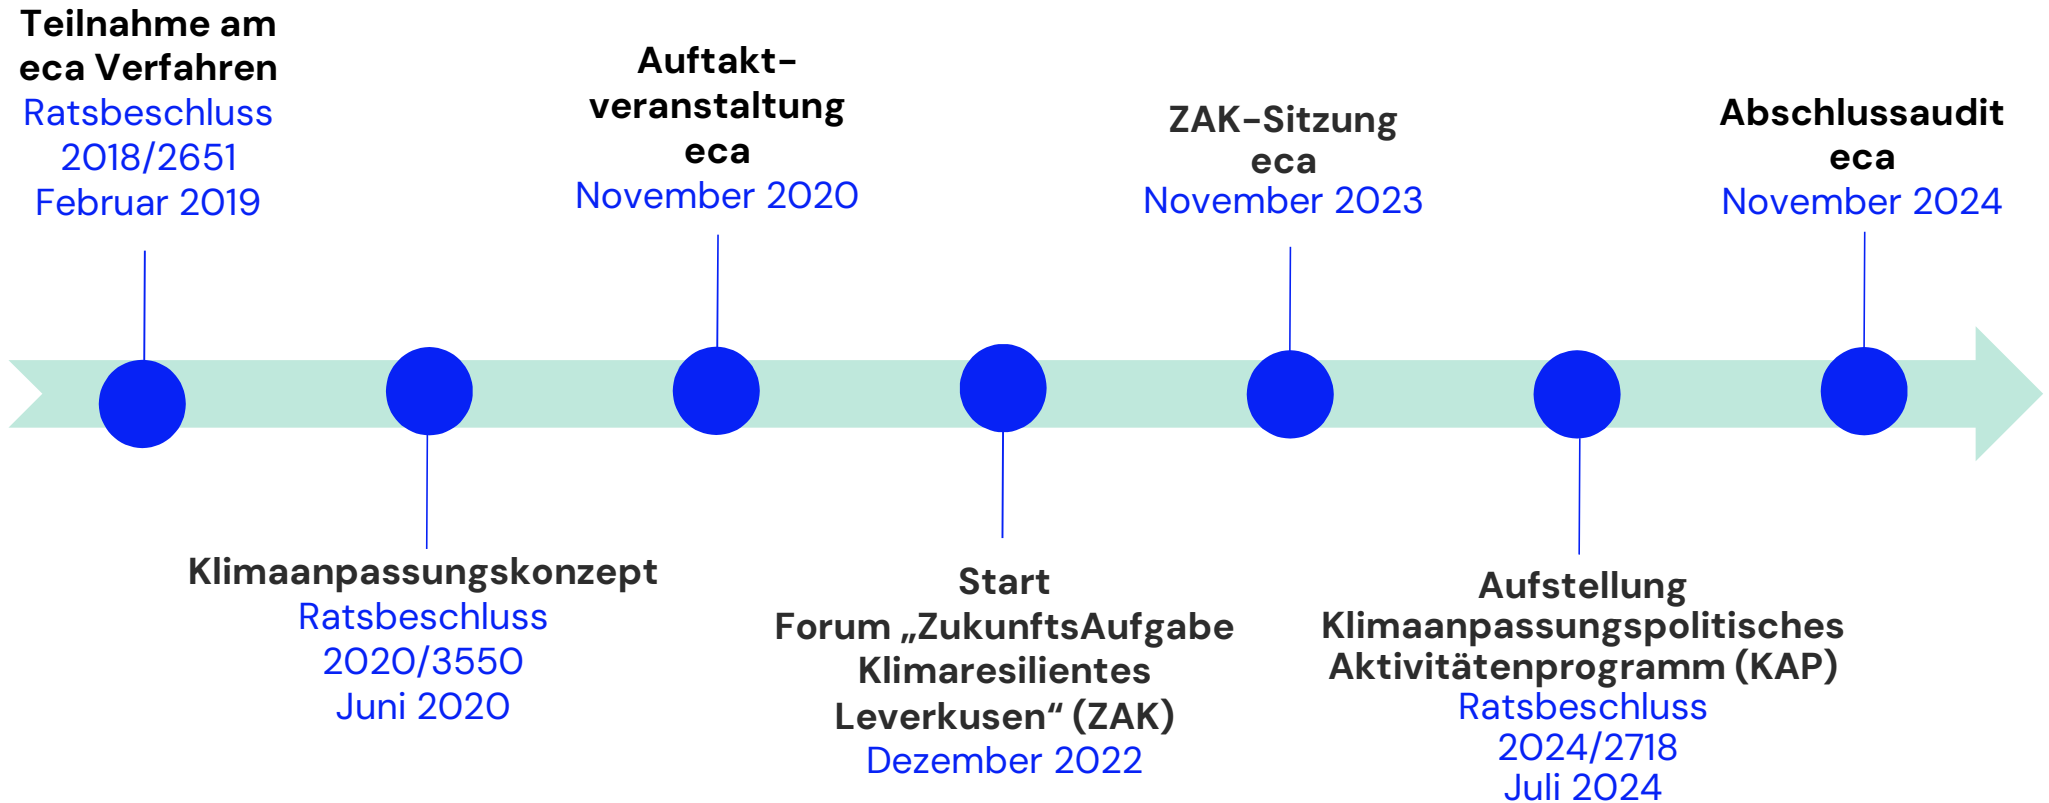 Teilnahme am
eca Verfahren
Ratsbeschluss
2018/2651
Februar 2019
Klimaanpassungskonzept
Ratsbeschluss
2020/3550
Juni 2020
Auftakt-
veranstaltung
eca
November 2020
Start
Forum „ZukunftsAufgabe
Klimaresilientes
Leverkusen“ (ZAK)
Dezember 2022
ZAK-Sitzung
eca
November 2023
Aufstellung
Klimaanpassungspolitisches
Aktivitätenprogramm (KAP)
Ratsbeschluss
2024/2718
Juli 2024
Abschlussaudit
eca
November 2024